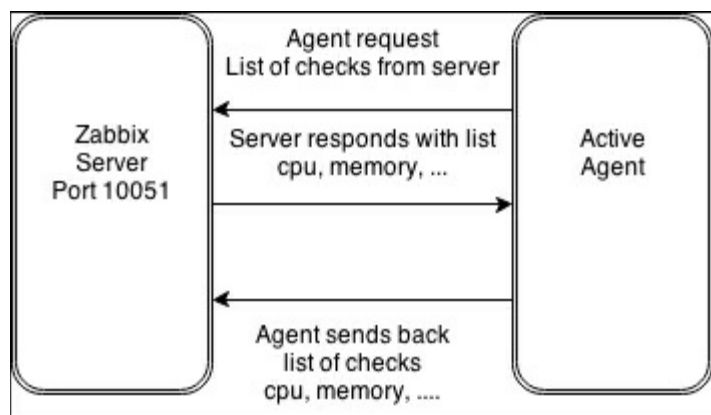 Zabbix
Server
Port 10051
Agent request
List of checks from server
Server responds with list
cpu, memory, ...
Agent sends back
list of checks
cpu, memory, ....
Active
Agent